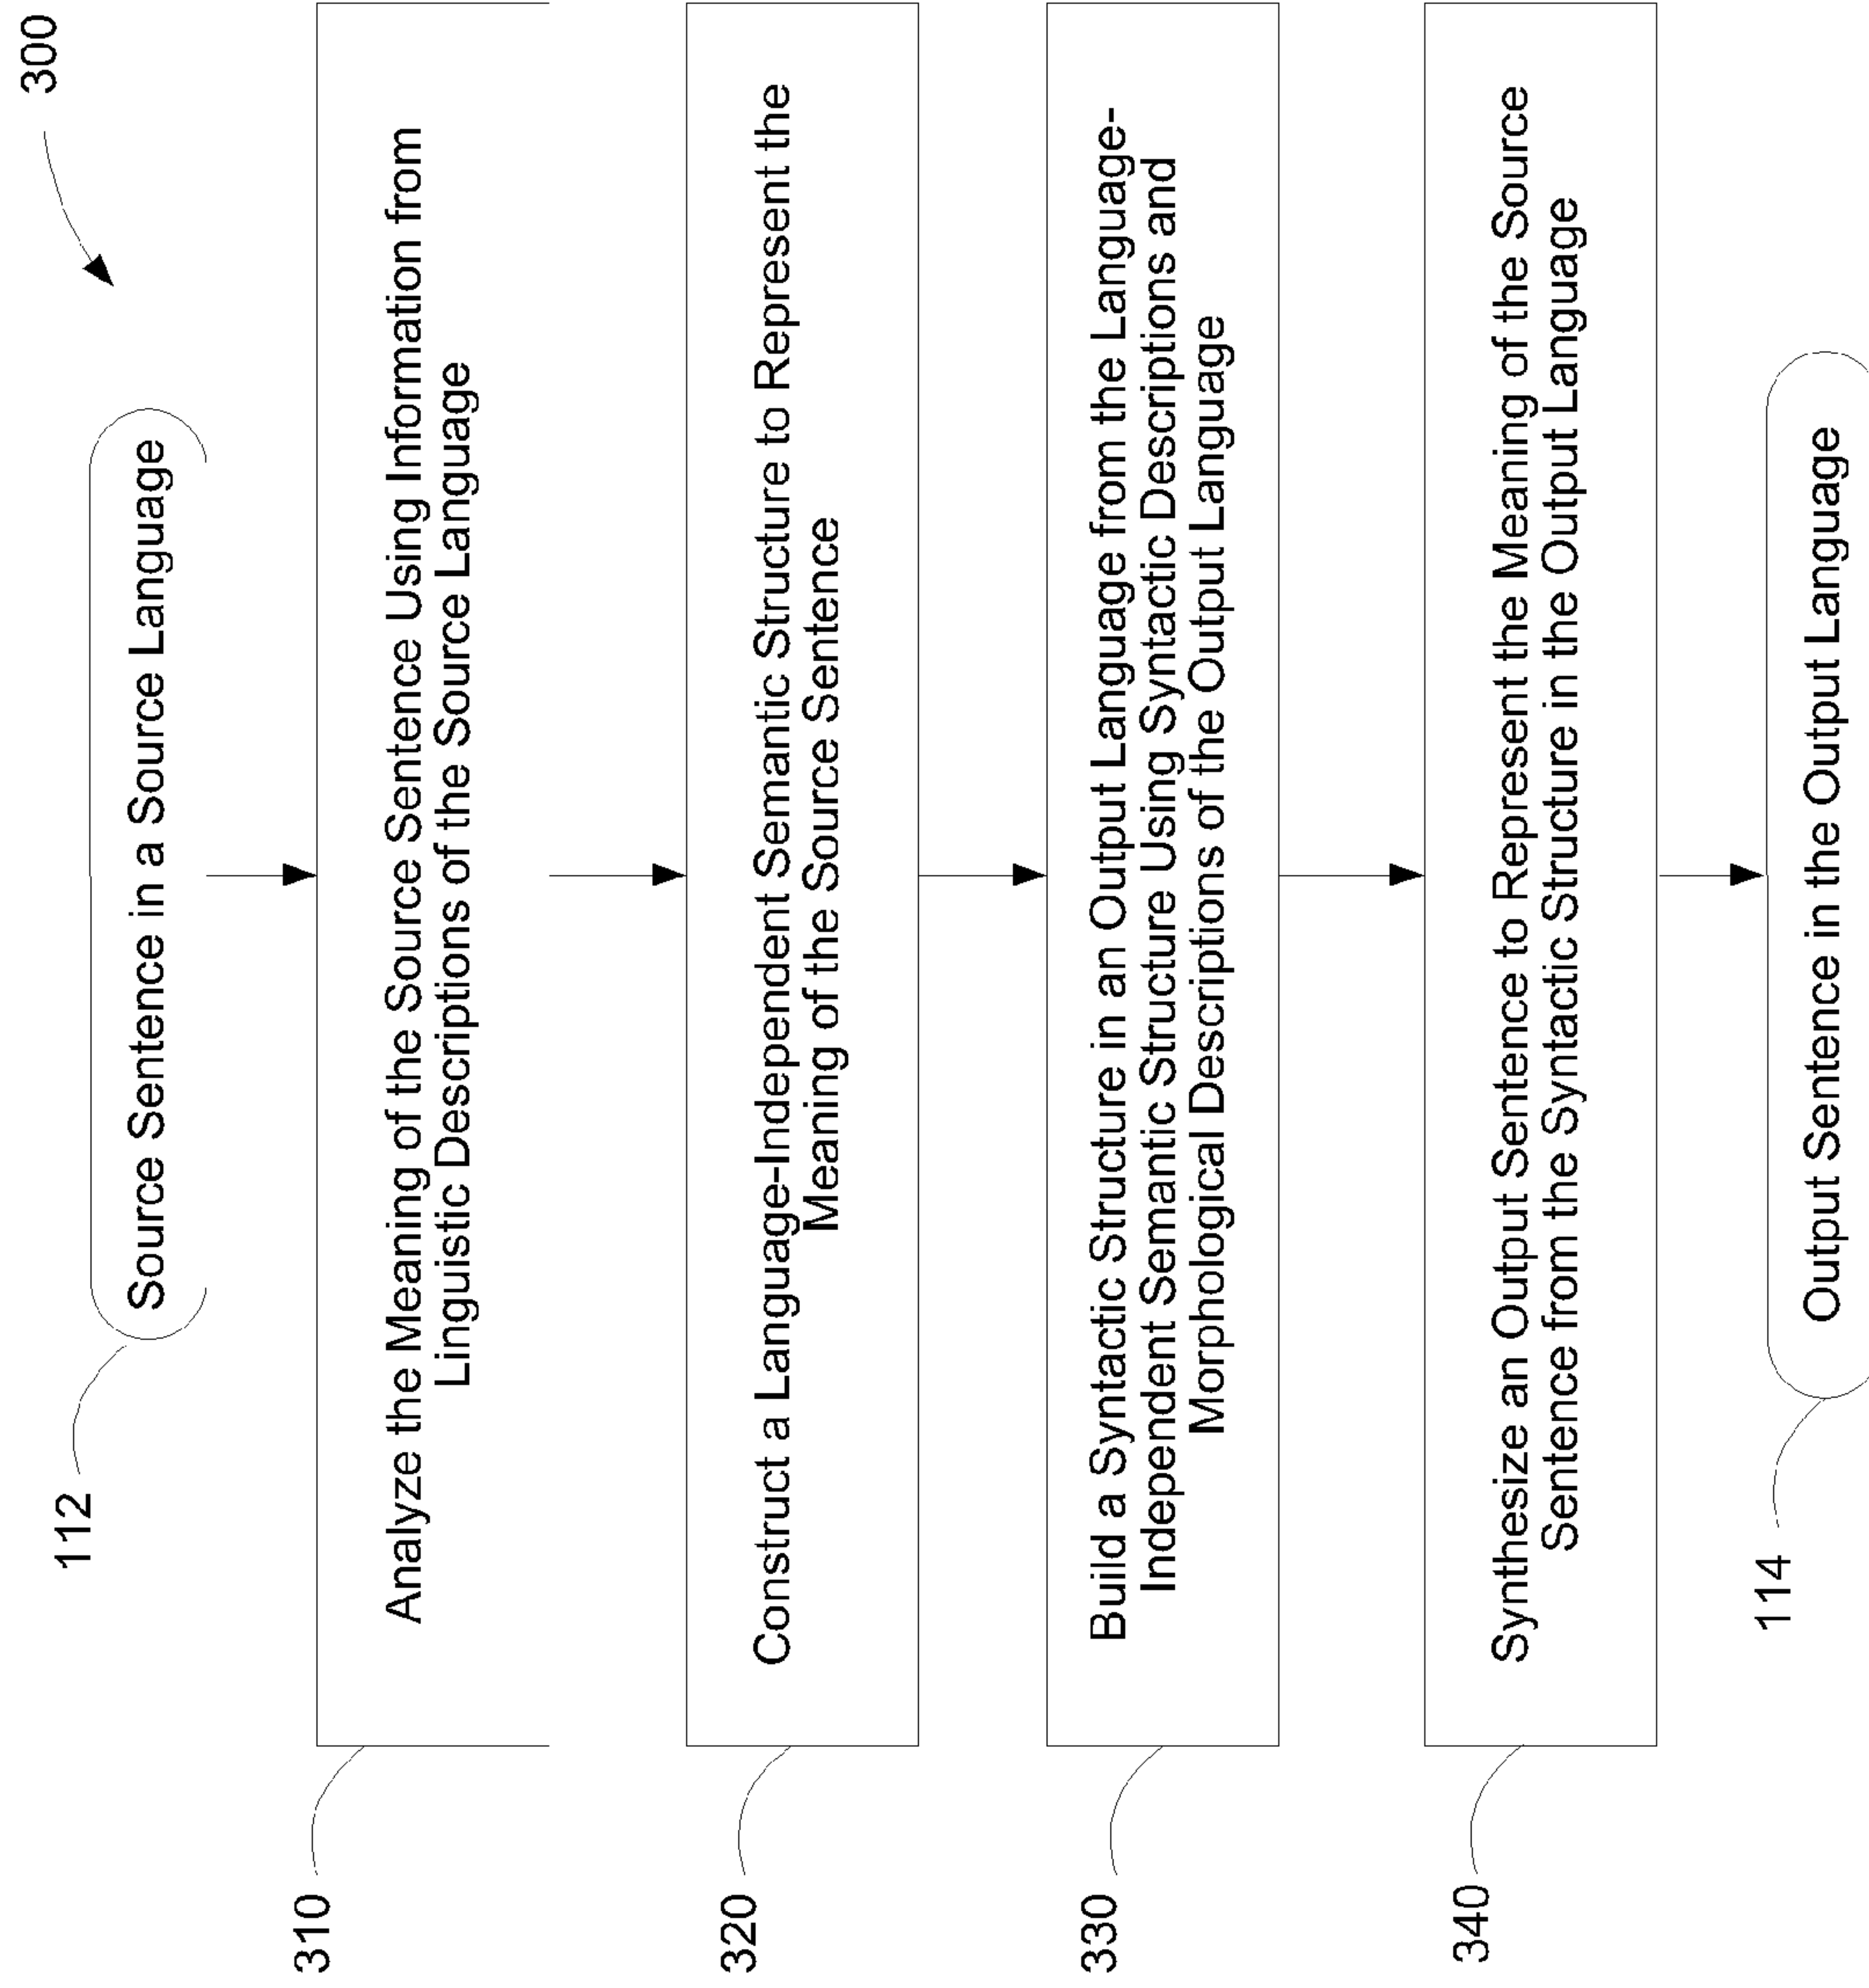 300
112
Source Sentence in a Source Language
310
Analyze the Meaning of the Source Sentence Using Information from
Linguistic Descriptions of the Source Language
320
Construct a Language-Independent Semantic Structure to Represent the
Meaning of the Source Sentence
330
Build a Syntactic Structure in an Output Language from the Language-
Independent Semantic Structure Using Syntactic Descriptions and
Morphological Descriptions of the Output Language
340
Synthesize an Output Sentence to Represent the Meaning of the Source
Sentence from the Syntactic Structure in the Output Language
114
Output Sentence in the Output Language